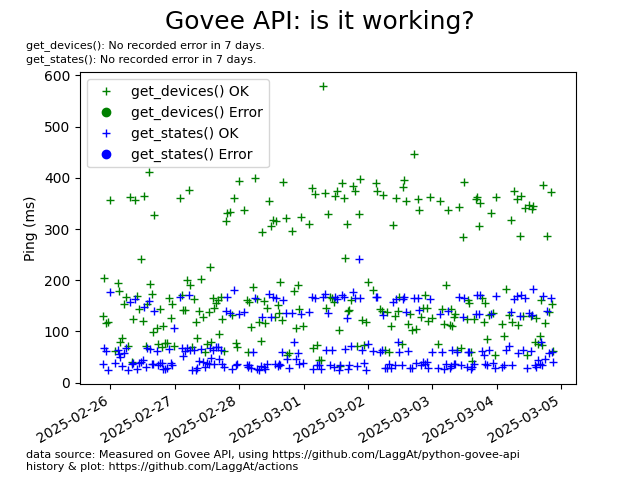 Govee API: is it working?
get_devices(): No recorded error in 7 days.
get_states(): No recorded error in 7 days.
600
500
400
300
200
100
0
Ping (ms)
get_devices() OK
get_devices() Error
get_states() OK
get_states() Error
2025-02-26
2025-02-27
2025-02-28
2025-03-01
2025-03-02
2025-03-03
2025-03-04
2025-03-05
data source: Measured on Govee API, using https://github.com/LaggAt/python-govee-api
history & plot: https://github.com/LaggAt/actions